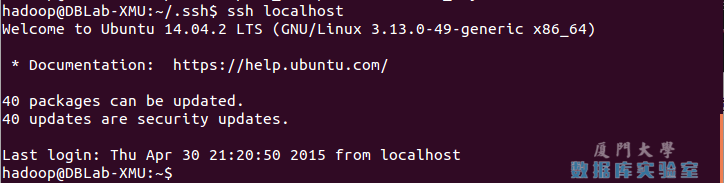 hadoop@DBLab-XMU:~/.ssh$ ssh localhost
Welcome to Ubuntu 14.04.2 LTS (GNU/Linux 3.13.0-49-generic x86_64)
* Documentation:  https://help.ubuntu.com/
40 packages can be updated.
40 updates are security updates.
Last login: Thu Apr 30 21:20:50 2015 from localhost
hadoop@DBLab-XMU:~$
厦門大學
数据库实验室